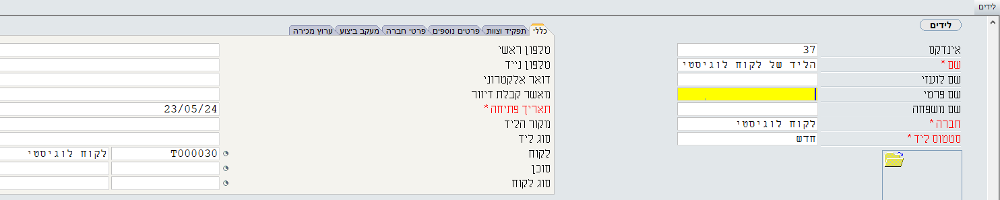 לידים
לידים
אינדקס 37
שם * הליד של לקוח לוגיסטי
שם לועזי
שם פרטי
שם משפחה
חברה * לקוח לוגיסטי
סטטוס ליד * חדש
כללי תפקיד וצוות פרטים נוספים פרטי חברה מעקב ביצוע ערוץ מכירה
טלפון ראשי
טלפון נייד
דואר אלקטרוני
מאשר קבלת דיוור
תאריך פתיחה * 23/05/24
מקור הליד
סוג ליד
לקוח T000030 לקוח לוגיסטי
סוכן
סוג לקוח